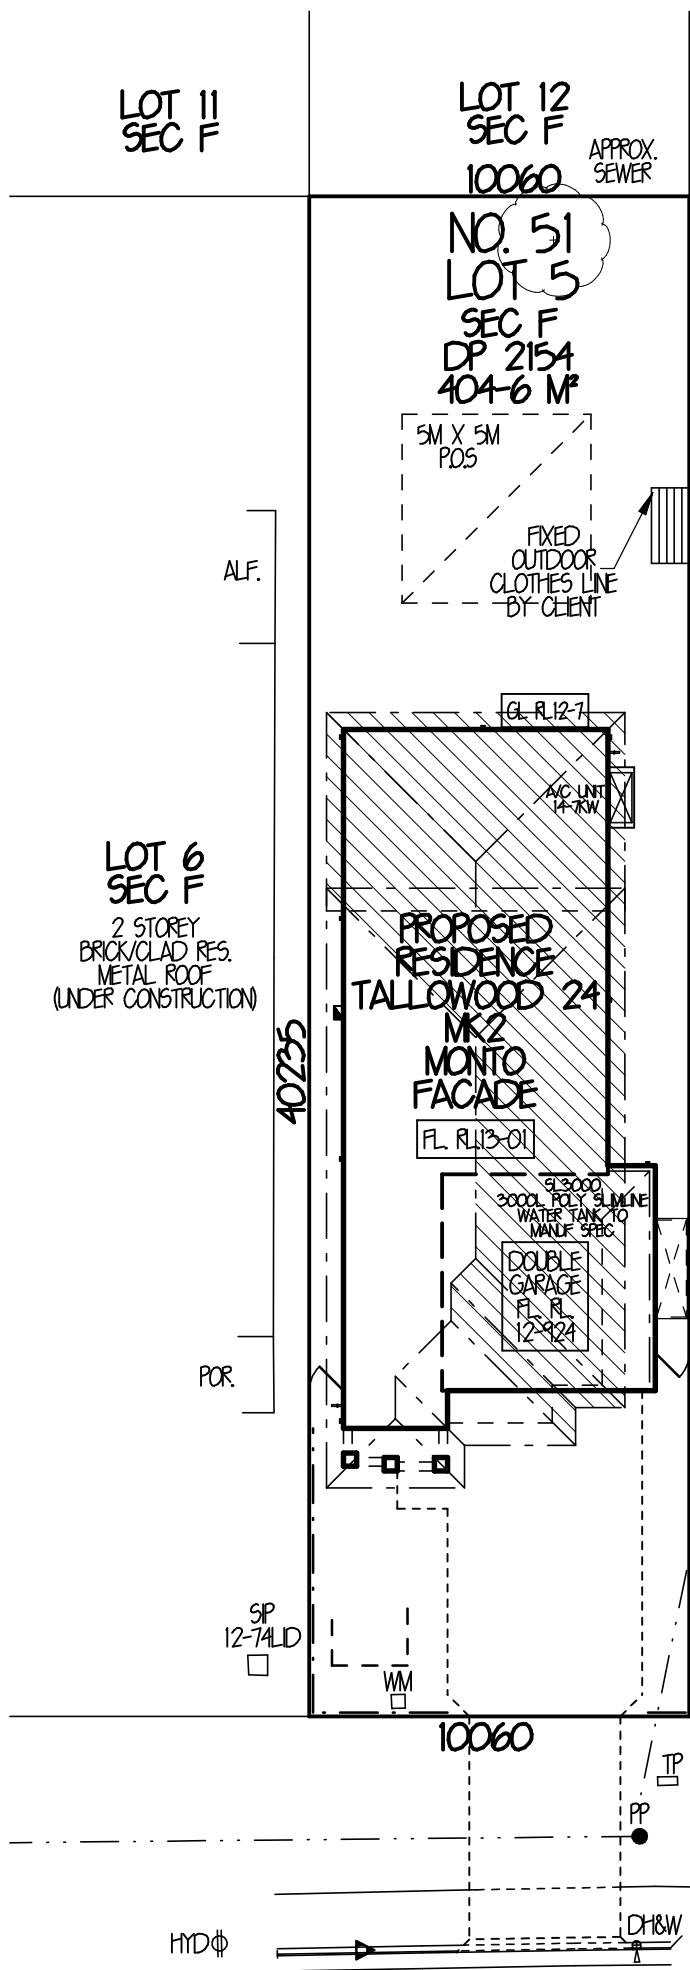 LOT 11
SEC F
LOT 12
SEC F
APPROX.
SEWER
10060
NO. 51
LOT 5
SEC F
DP 2154
404-6 M²
5M X 5M
P.O.S
FIXED
OUTDOOR
CLOTHES LINE
BY CLIENT
ALF.
GL RL12-7
A/C UNIT
14-7KW
LOT 6
SEC F
2 STOREY
BRICK/CLAD RES.
METAL ROOF
(UNDER CONSTRUCTION)
PROPOSED
RESIDENCE
TALLOWOOD 24
MK2
MONTO
FACADE
40235
FL. RL.13-01
SL3000
3000L POLY SLIMLINE
WATER TANK TO
MANUF SPEC
DOUBLE
GARAGE
FL. RL.
12-924
POR.
SIP
12-74LID
WM
10060
TP
PP
DH&W
HYD